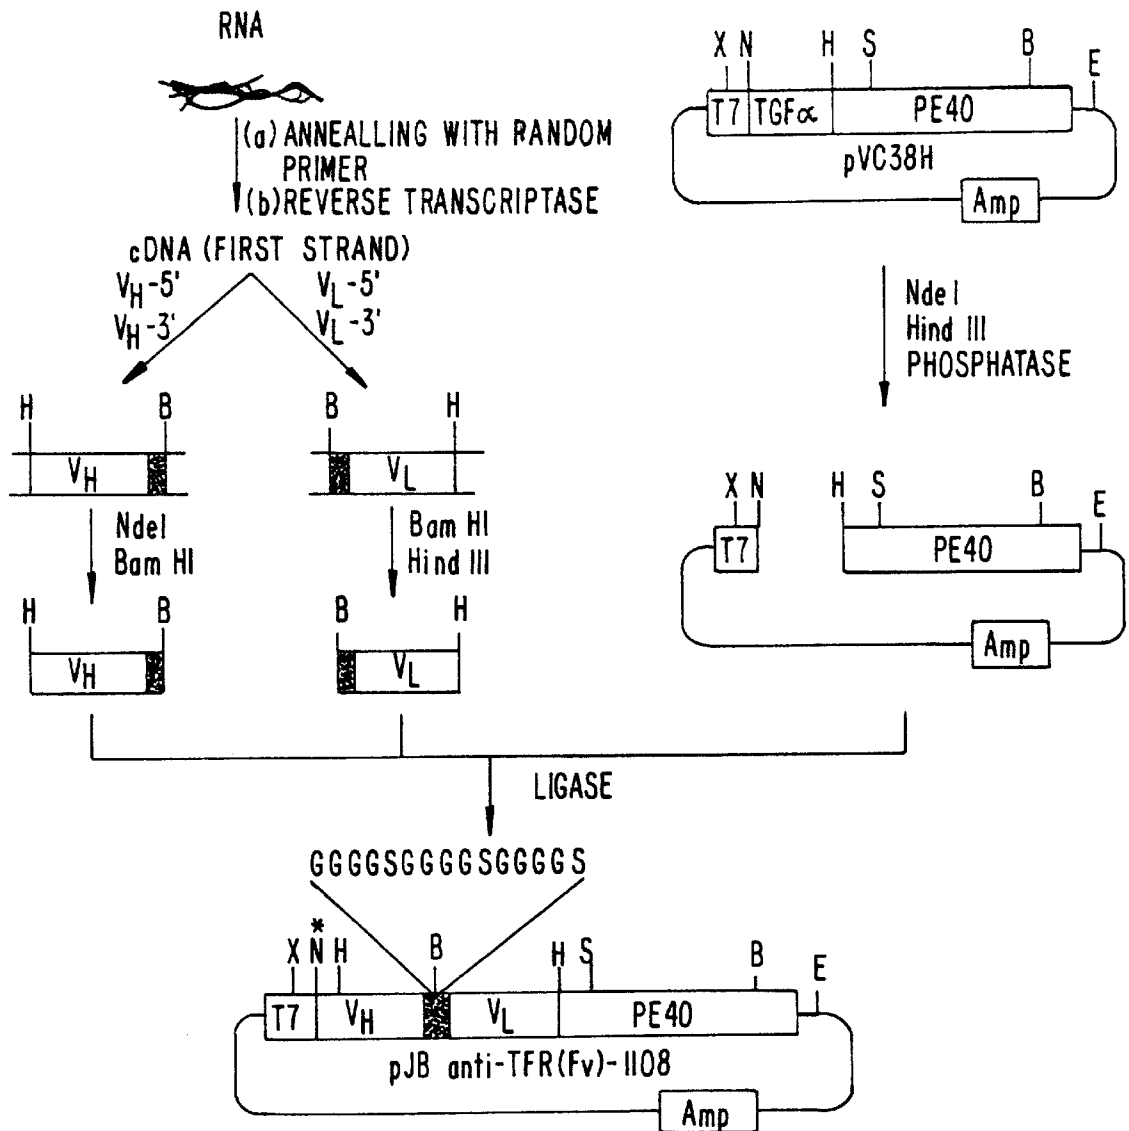 RNA
(a) ANNEALLING WITH RANDOM
PRIMER
(b) REVERSE TRANSCRIPTASE
cDNA (FIRST STRAND)
VH-5' VL-5'
VH-3' VL-3'
H B B H
VH VL
NdeI
Bam HI
Bam HI
Hind III
H B B H
VH VL
X N H S B E
T7 TGFα PE40
pVC38H
Amp
Nde I
Hind III
PHOSPHATASE
X N H S B E
T7 PE40
Amp
LIGASE
GGGGSGGGGSGGGGS
*
X N H B H S B E
T7 VH VL PE40
pJB anti-TFR(Fv)-1108
Amp